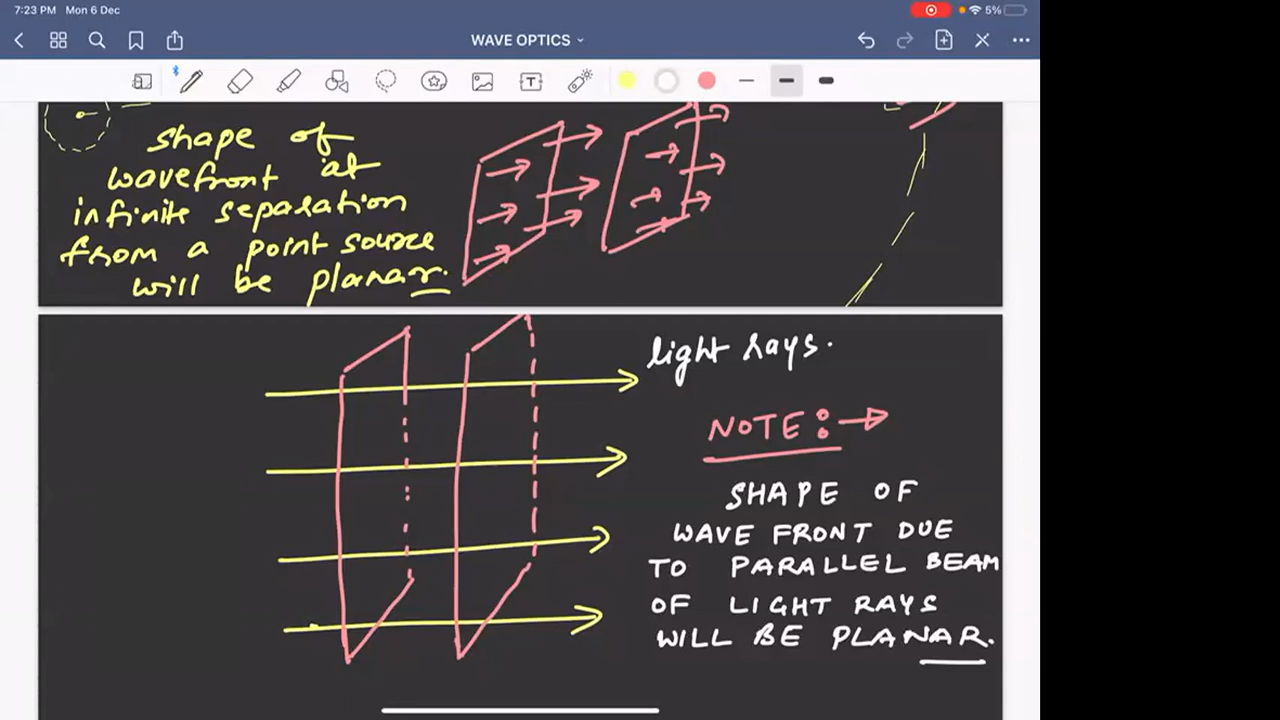 7:23 PM Mon 6 Dec
5%
WAVE OPTICS
shape of
wavefront at
infinite separation
from a point source
will be planar.
light rays.
NOTE:→
SHAPE OF
WAVE FRONT DUE
TO PARALLEL BEAM
OF LIGHT RAYS
WILL BE PLANAR.